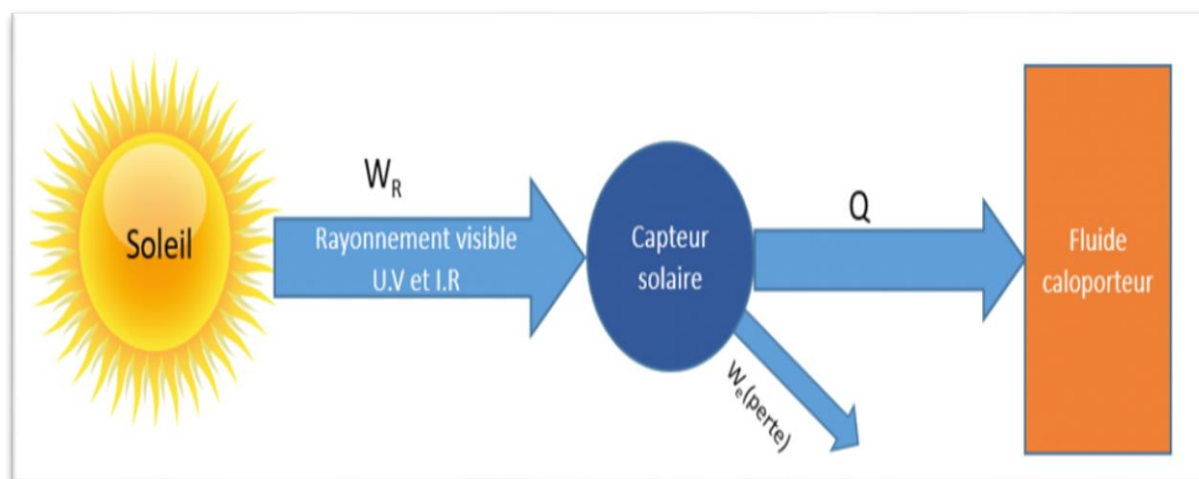 Soleil
W_R
Rayonnement visible
U.V et I.R
Capteur
solaire
Q
W_e(perte)
Fluide
caloporteur